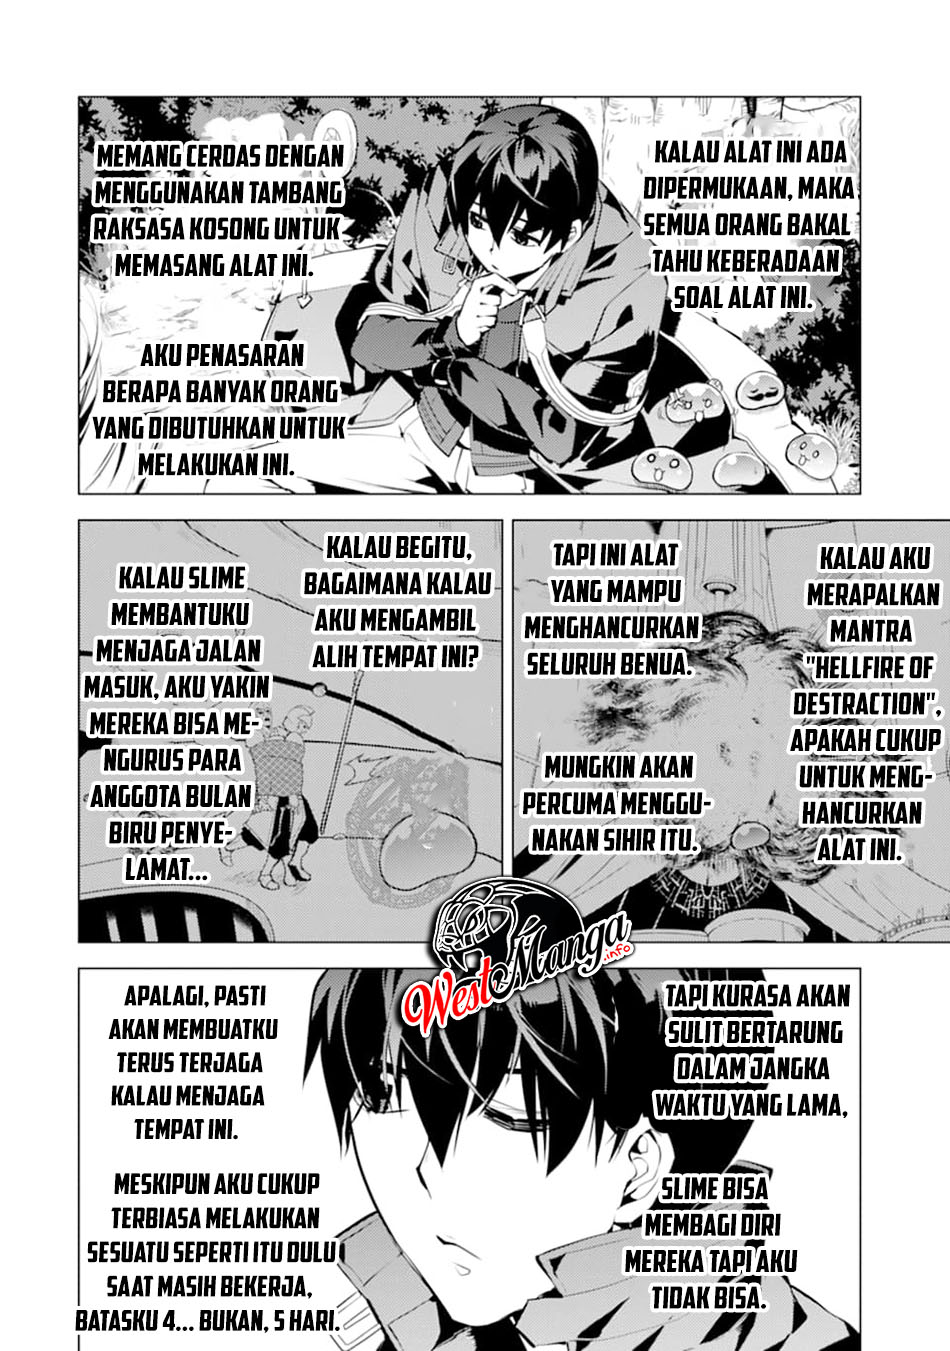 KALAU ALAT INI ADA
DIPERMUKAAN, MAKA
SEMUA ORANG BAKAL
TAHU KEBERADAAN
SOAL ALAT INI.
MEMANG CERDAS DENGAN
MENGGUNAKAN TAMBANG
RAKSASA KOSONG UNTUK
MEMASANG ALAT INI.
AKU PENASARAN
BERAPA BANYAK ORANG
YANG DIBUTUHKAN UNTUK
MELAKUKAN INI.
KALAU AKU
MERAPALKAN
MANTRA
"HELLFIRE OF
DESTRACTION",
APAKAH CUKUP
UNTUK MENG-
HANCURKAN
ALAT INI.
TAPI INI ALAT
YANG MAMPU
MENGHANCURKAN
SELURUH BENUA.
MUNGKIN AKAN
PERCUMA MENGGU-
NAKAN SIHIR ITU.
KALAU BEGITU,
BAGAIMANA KALAU
AKU MENGAMBIL
ALIH TEMPAT INI?
KALAU SLIME
MEMBANTUKU
MENJAGA JALAN
MASUK, AKU YAKIN
MEREKA BISA ME-
NGURUS PARA
ANGGOTA BULAN
BIRU PENYE-
LAMAT...
WESTMANGA
.info
TAPI KURASA AKAN
SULIT BERTARUNG
DALAM JANGKA
WAKTU YANG LAMA,
SLIME BISA
MEMBAGI DIRI
MEREKA TAPI AKU
TIDAK BISA.
APALAGI, PASTI
AKAN MEMBUATKU
TERUS TERJAGA
KALAU MENJAGA
TEMPAT INI.
MESKIPUN AKU CUKUP
TERBIASA MELAKUKAN
SESUATU SEPERTI ITU DULU
SAAT MASIH BEKERJA,
BATASKU 4... BUKAN, 5 HARI.